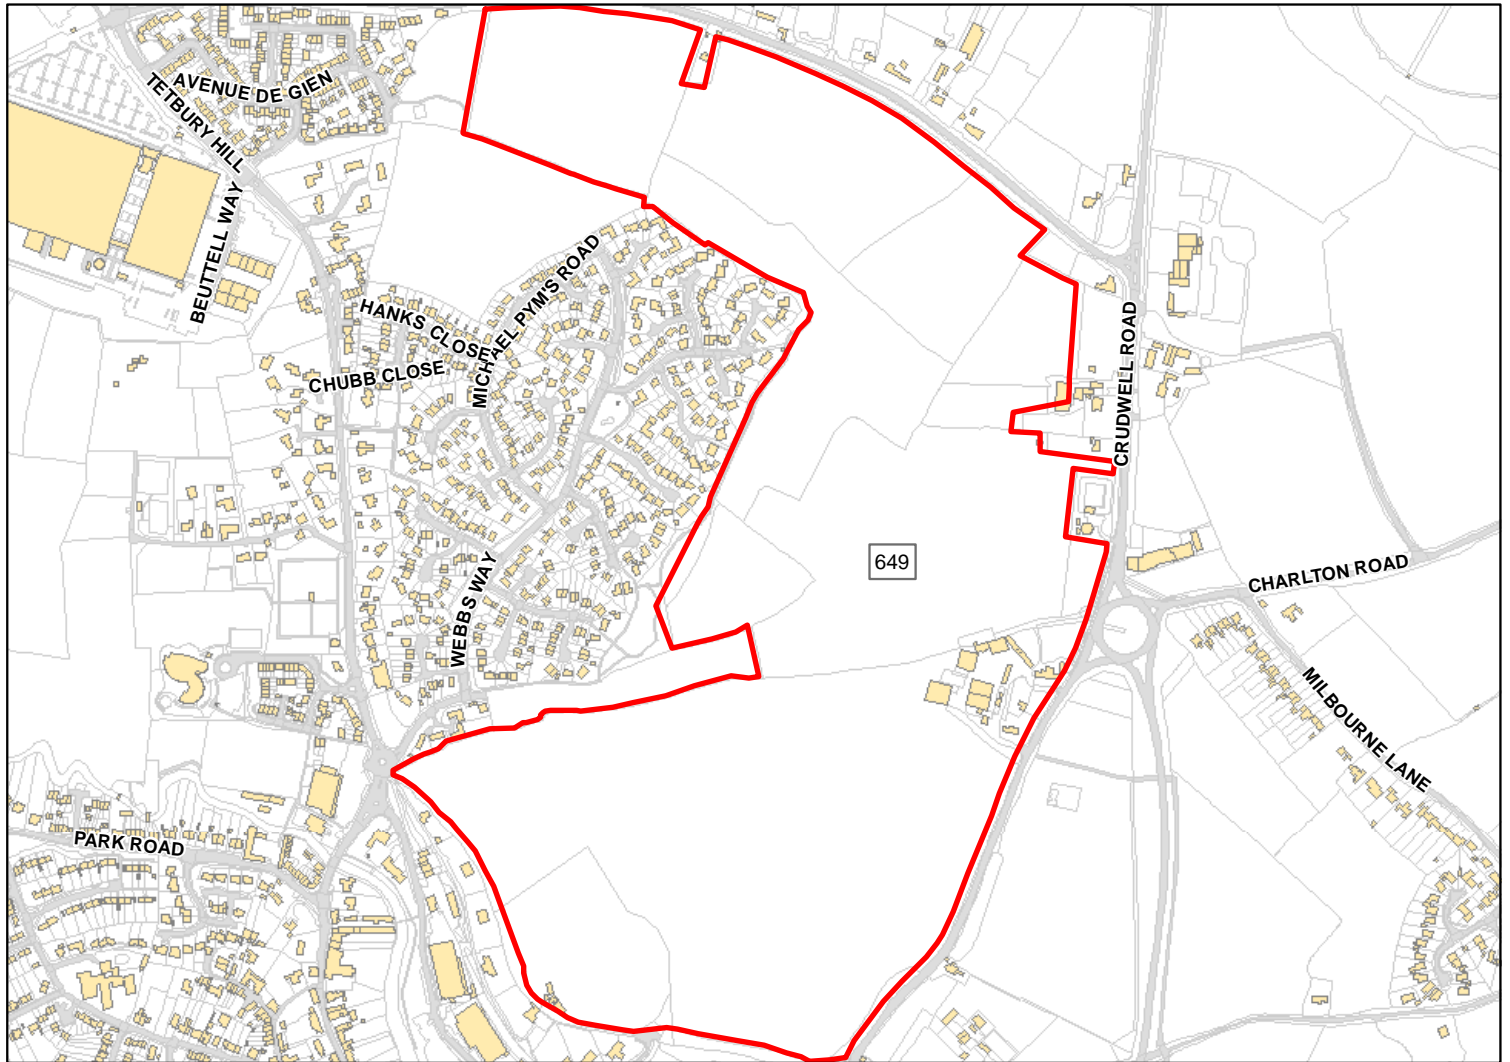 AVENUE DE GIEN
TETBURY HILL
BEUTTELL WAY
MICHAEL PYM'S ROAD
HANKS CLOSE
CHUBB CLOSE
CRUDWELL ROAD
649
CHARLTON ROAD
WEBBS WAY
MILBOURNE LANE
PARK ROAD